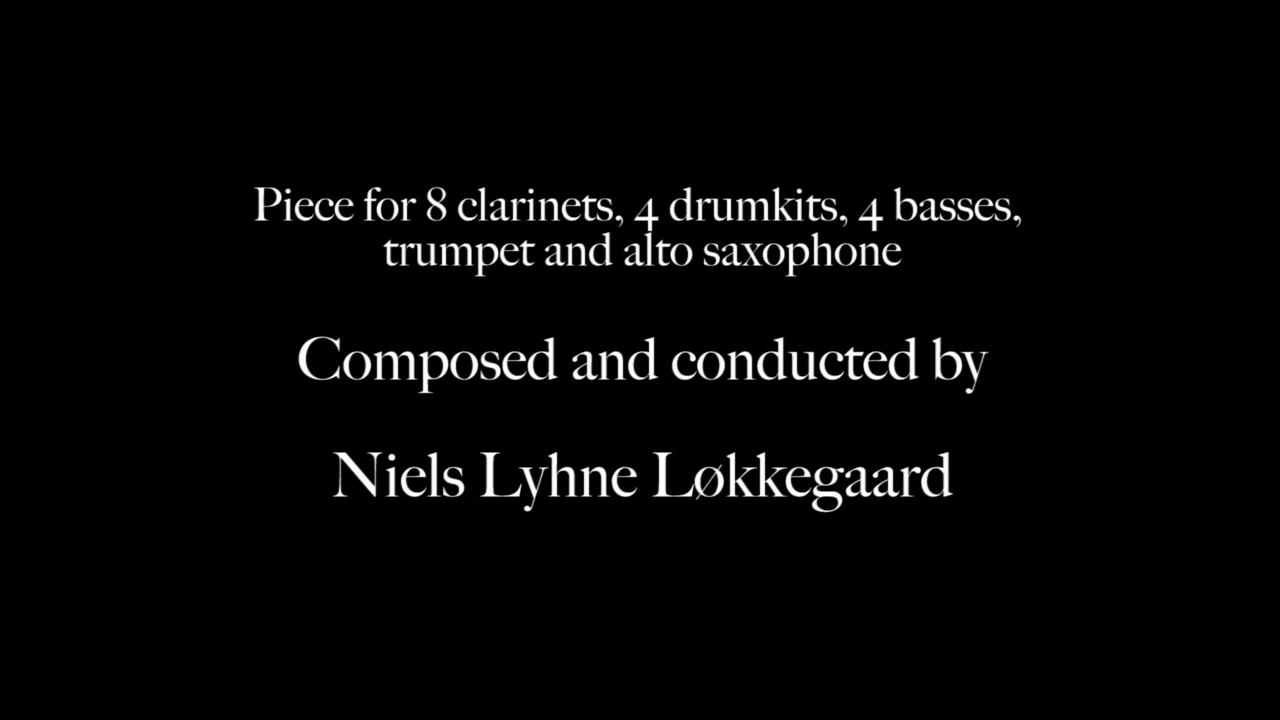 Piece for 8 clarinets, 4 drumkits, 4 basses,
trumpet and alto saxophone
Composed and conducted by
Niels Lyhne Løkkegaard